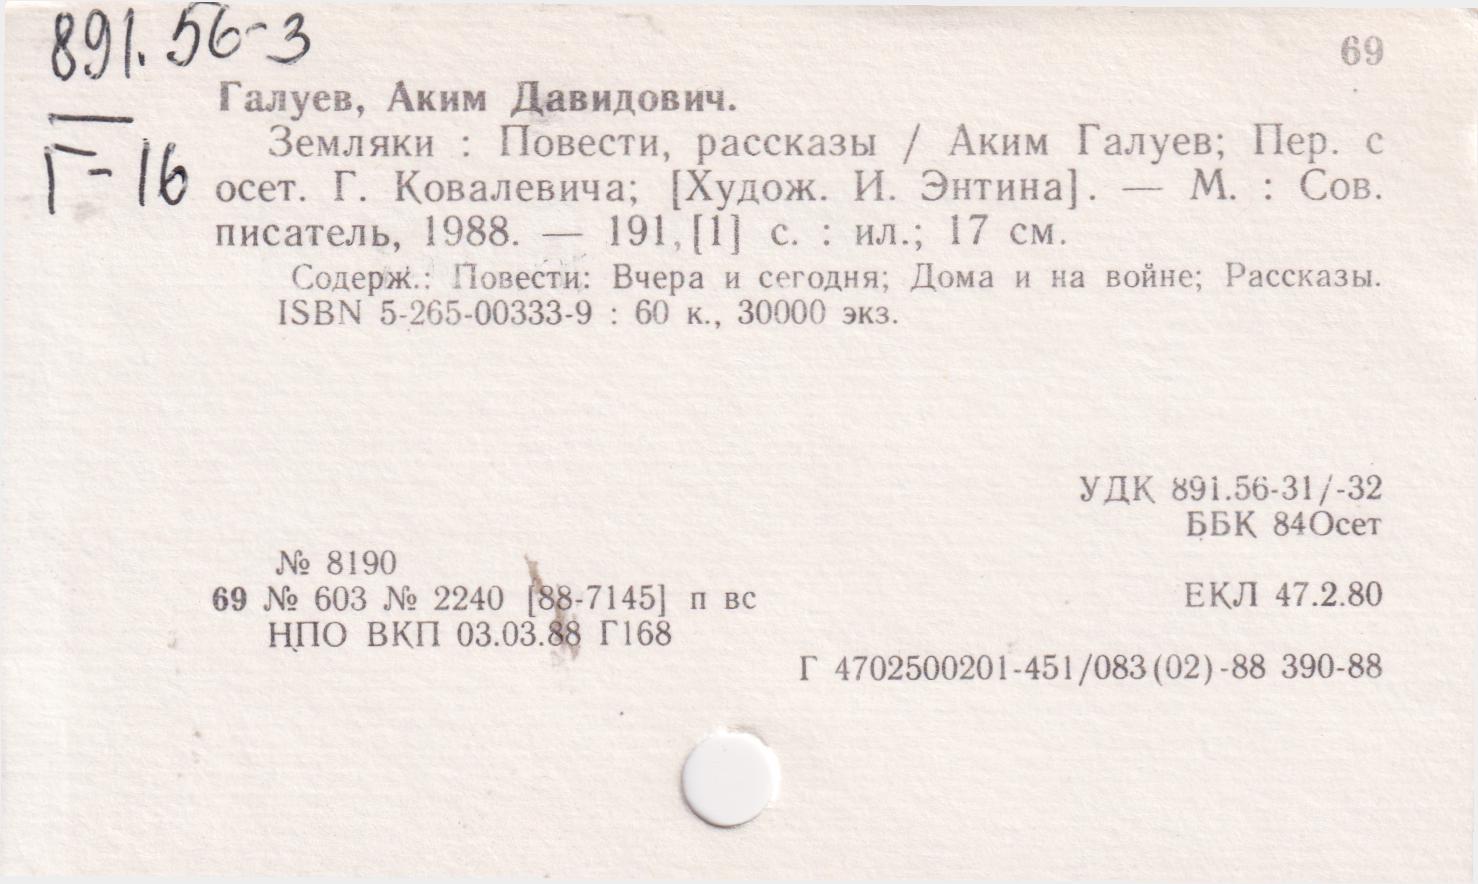 891.56-3
69
Г-16
Галуев, Аким Давидович.
Земляки : Повести, рассказы / Аким Галуев; Пер. с
осет. Г. Ковалевича; [Худож. И. Энтина]. — М. : Сов.
писатель, 1988. — 191, [1] с. : ил.; 17 см.
Содерж.: Повести: Вчера и сегодня; Дома и на войне; Рассказы.
ISBN 5-265-00333-9 : 60 к., 30000 экз.
УДК 891.56-31/-32
ББК 84Осет
№ 8190
69 № 603 № 2240 [88-7145] п вс
ЕКЛ 47.2.80
НПО ВКП 03.03.88 Г168
Г 4702500201-451/083(02)-88 390-88